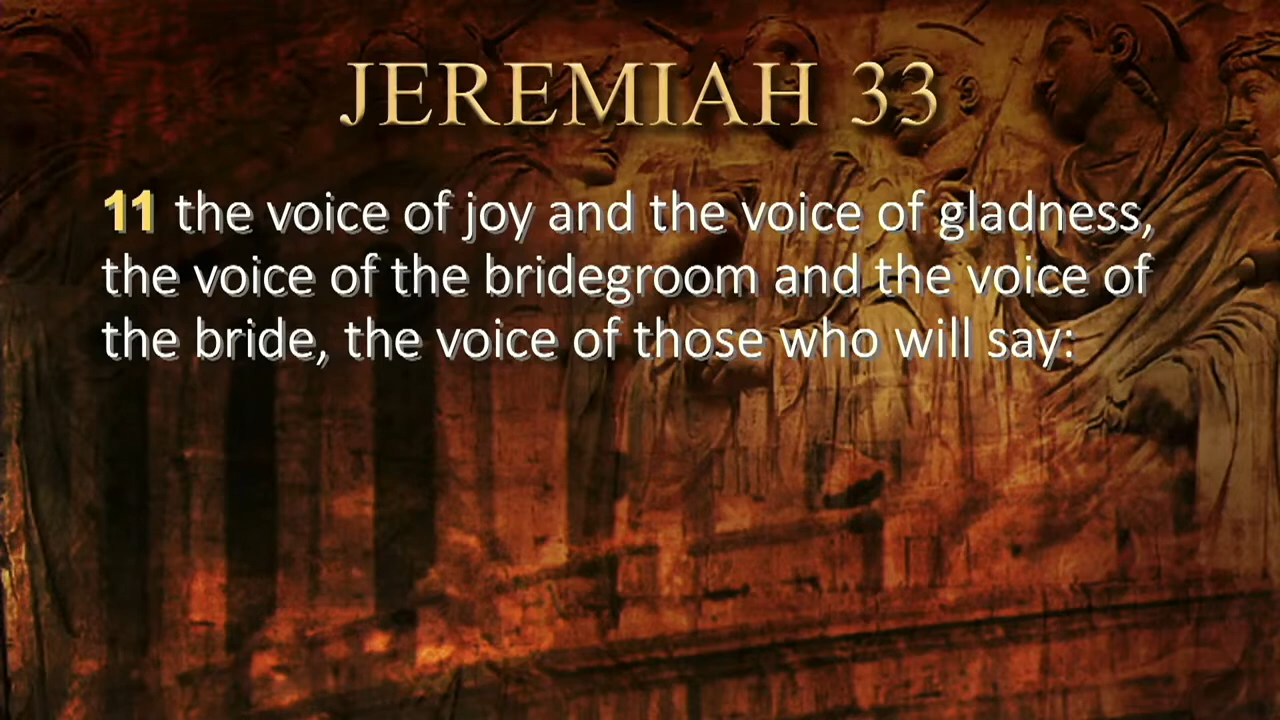 JEREMIAH 33
11 the voice of joy and the voice of gladness,
the voice of the bridegroom and the voice of
the bride, the voice of those who will say: